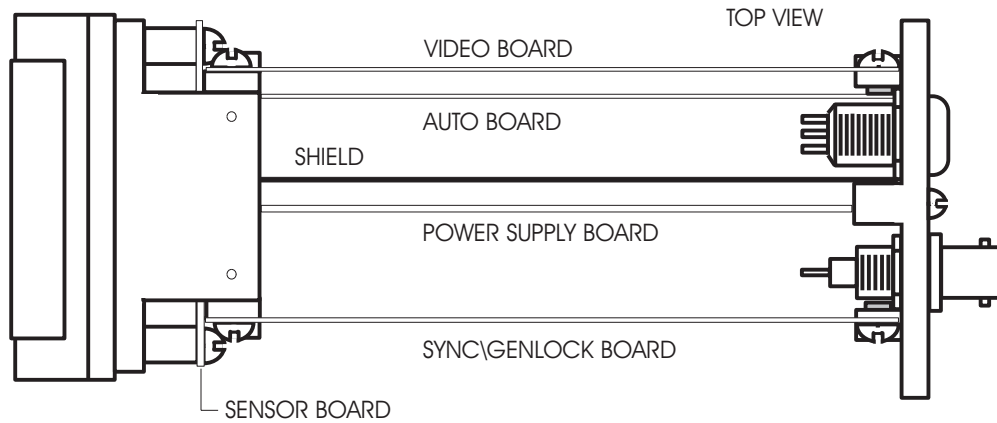 TOP VIEW
VIDEO BOARD
AUTO BOARD
SHIELD
POWER SUPPLY BOARD
SYNC\GENLOCK BOARD
SENSOR BOARD